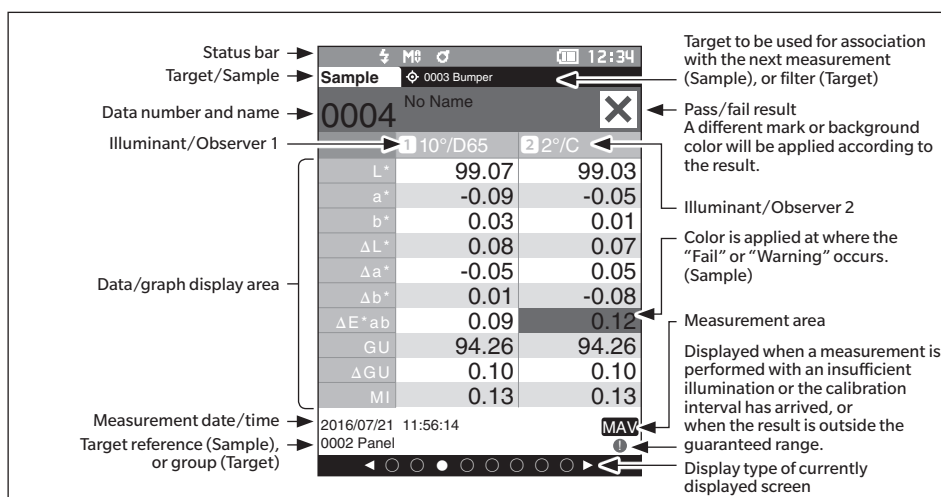 Status bar
Target/Sample
Data number and name
Illuminant/Observer 1
Data/graph display area
Measurement date/time
Target reference (Sample),
or group (Target)
12:34
Sample 0003 Bumper
0004 No Name
1 10°/D65 2 2°/C
L* 99.07 99.03
a* -0.09 -0.05
b* 0.03 0.01
ΔL* 0.08 0.07
Δa* -0.05 0.05
Δb* 0.01 -0.08
ΔE*ab 0.09 0.12
GU 94.26 94.26
ΔGU 0.10 0.10
MI 0.13 0.13
2016/07/21 11:56:14 MAV
0002 Panel
Target to be used for association
with the next measurement
(Sample), or filter (Target)
Pass/fail result
A different mark or background
color will be applied according to
the result.
Illuminant/Observer 2
Color is applied at where the
“Fail” or “Warning” occurs.
(Sample)
Measurement area
Displayed when a measurement is
performed with an insufficient
illumination or the calibration
interval has arrived, or
when the result is outside the
guaranteed range.
Display type of currently
displayed screen